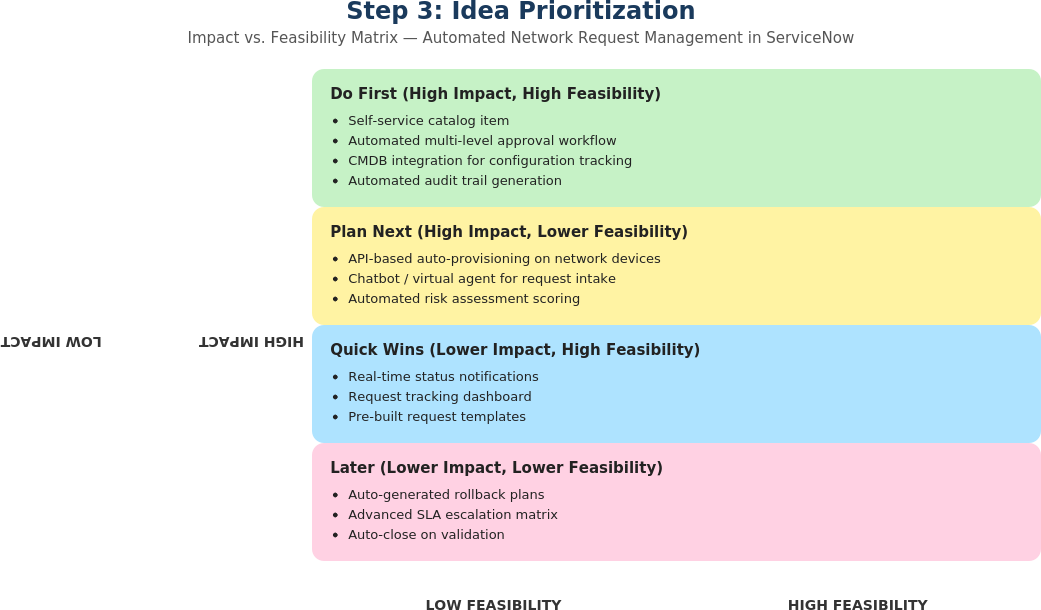 Step 3: Idea Prioritization
Impact vs. Feasibility Matrix — Automated Network Request Management in ServiceNow
Do First (High Impact, High Feasibility)
• Self-service catalog item
• Automated multi-level approval workflow
• CMDB integration for configuration tracking
• Automated audit trail generation
Plan Next (High Impact, Lower Feasibility)
• API-based auto-provisioning on network devices
• Chatbot / virtual agent for request intake
• Automated risk assessment scoring
LOW IMPACT
HIGH IMPACT
Quick Wins (Lower Impact, High Feasibility)
• Real-time status notifications
• Request tracking dashboard
• Pre-built request templates
Later (Lower Impact, Lower Feasibility)
• Auto-generated rollback plans
• Advanced SLA escalation matrix
• Auto-close on validation
LOW FEASIBILITY
HIGH FEASIBILITY